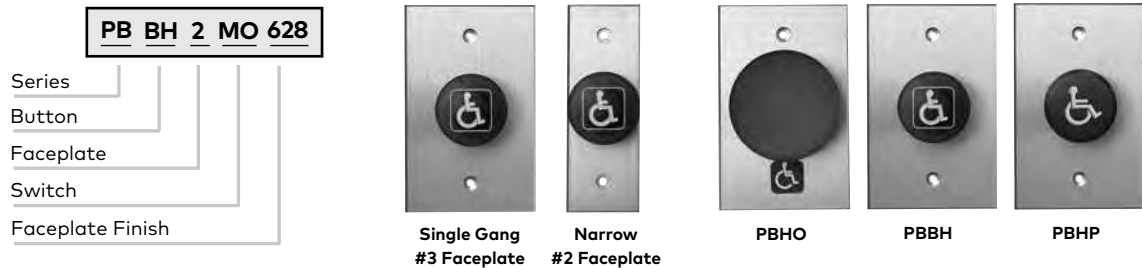 PB BH 2 MO 628
Series
Button
Faceplate
Switch
Faceplate Finish
Single Gang
#3 Faceplate
Narrow
#2 Faceplate
PBHO
PBBH
PBHP